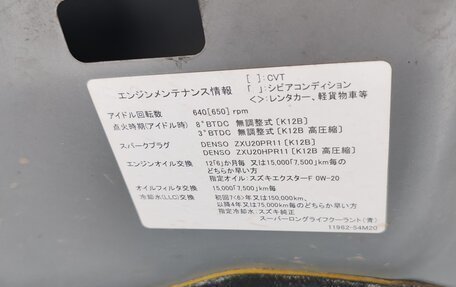 エンジンメンテナンス情報
[ ]:CVT
「 」:シビアコンディション
<>:レンタカー、軽貨物車等
アイドル回転数 640[650] rpm
点火時期(アイドル時) 8°BTDC 無調整式 [K12B]
3°BTDC 無調整式 [K12B 高圧縮]
スパークプラグ DENSO ZXU20PR11 [K12B]
DENSO ZXU20HPR11 [K12B 高圧縮]
エンジンオイル交換 12「6」か月毎 又は15,000「7,500」km毎の
どちらか早い方
指定オイル:スズキエクスターF 0W-20
オイルフィルタ交換 15,000「7,500」km毎
冷却水(LLC)交換 初回7<6>年又は150,000km、
以降4年又は75,000km毎のどちらか早い方
指定冷却水:スズキ純正
スーパーロングライフクーラント(青)
11962-54M20